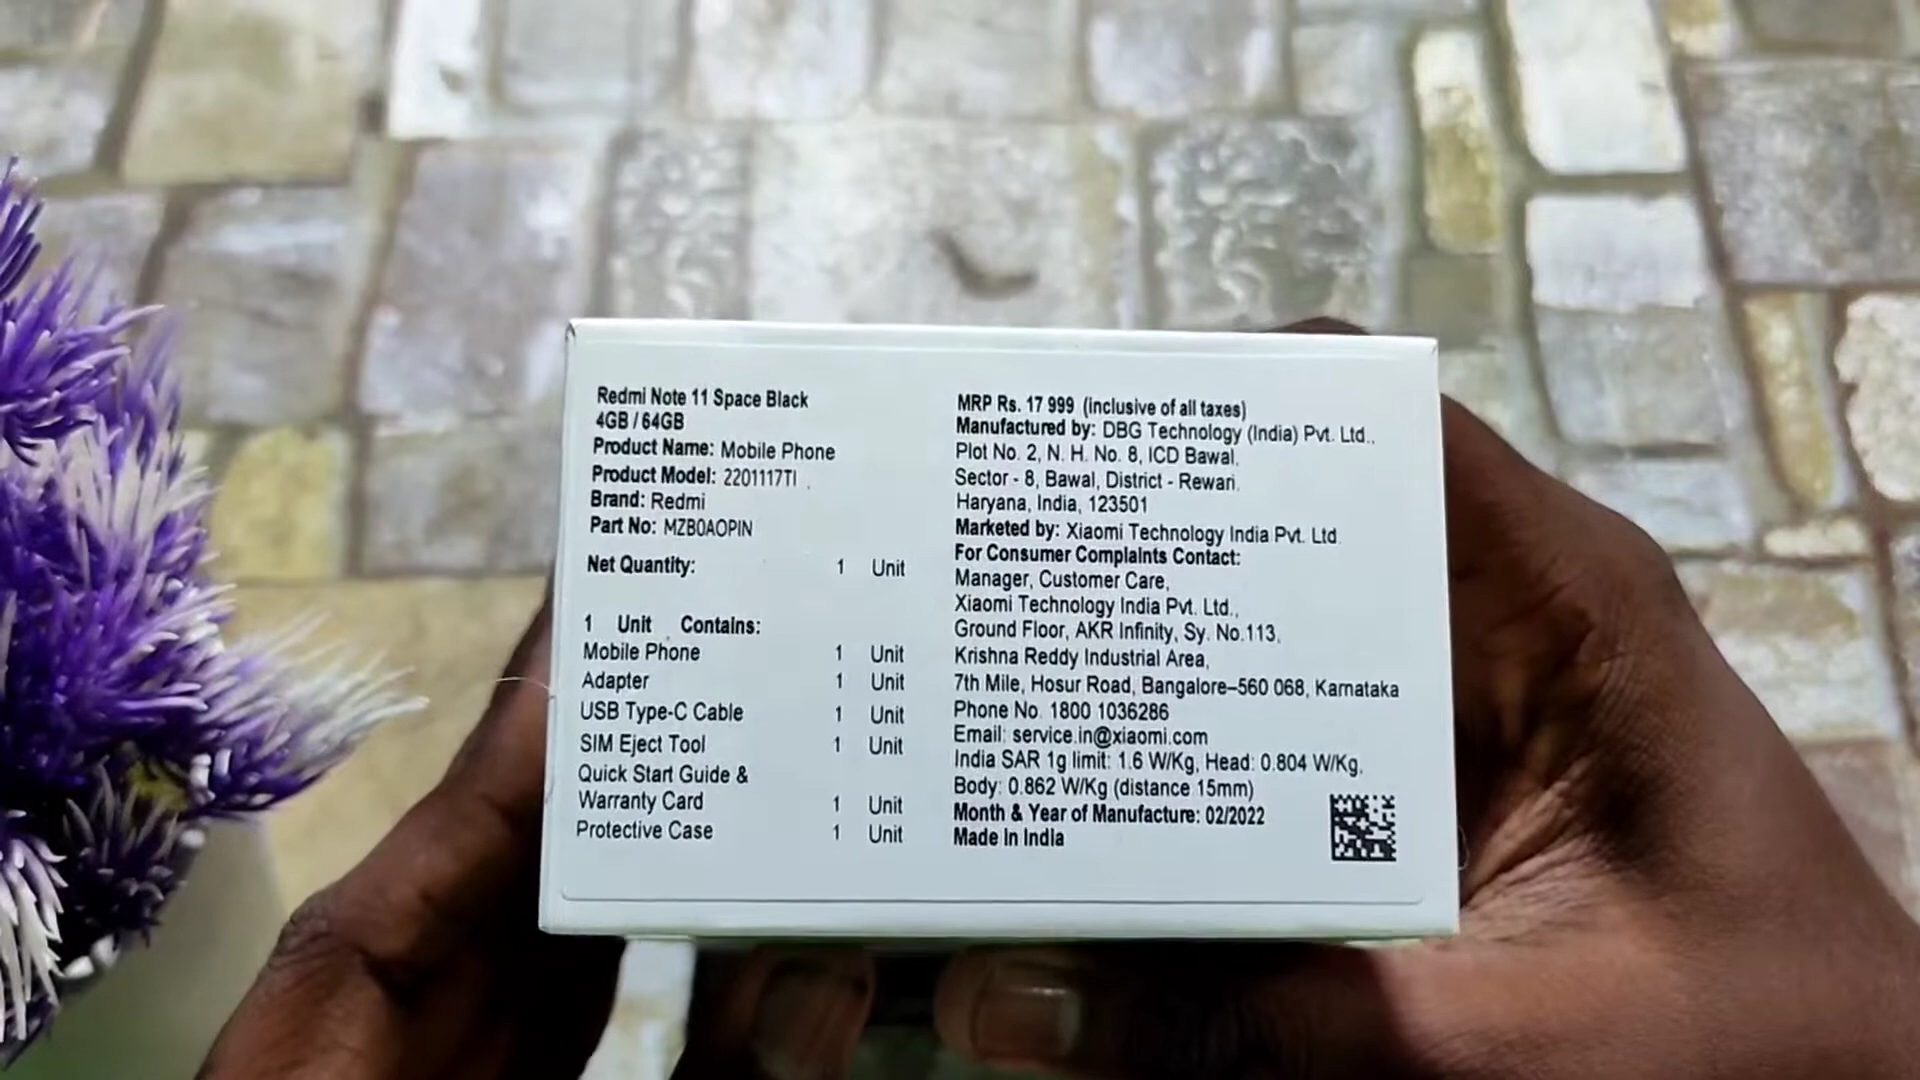 Redmi Note 11 Space Black
4GB / 64GB
Product Name: Mobile Phone
Product Model: 2201117TI
Brand: Redmi
Part No: MZB0AOPIN
Net Quantity: 1 Unit
1 Unit Contains:
Mobile Phone 1 Unit
Adapter 1 Unit
USB Type-C Cable 1 Unit
SIM Eject Tool 1 Unit
Quick Start Guide &
Warranty Card 1 Unit
Protective Case 1 Unit
MRP Rs. 17 999 (inclusive of all taxes)
Manufactured by: DBG Technology (India) Pvt. Ltd.,
Plot No. 2, N. H. No. 8, ICD Bawal,
Sector - 8, Bawal, District - Rewari,
Haryana, India, 123501
Marketed by: Xiaomi Technology India Pvt. Ltd.
For Consumer Complaints Contact:
Manager, Customer Care,
Xiaomi Technology India Pvt. Ltd.,
Ground Floor, AKR Infinity, Sy. No.113,
Krishna Reddy Industrial Area,
7th Mile, Hosur Road, Bangalore–560 068, Karnataka
Phone No. 1800 1036286
Email: service.in@xiaomi.com
India SAR 1g limit: 1.6 W/Kg, Head: 0.804 W/Kg,
Body: 0.862 W/Kg (distance 15mm)
Month & Year of Manufacture: 02/2022
Made In India